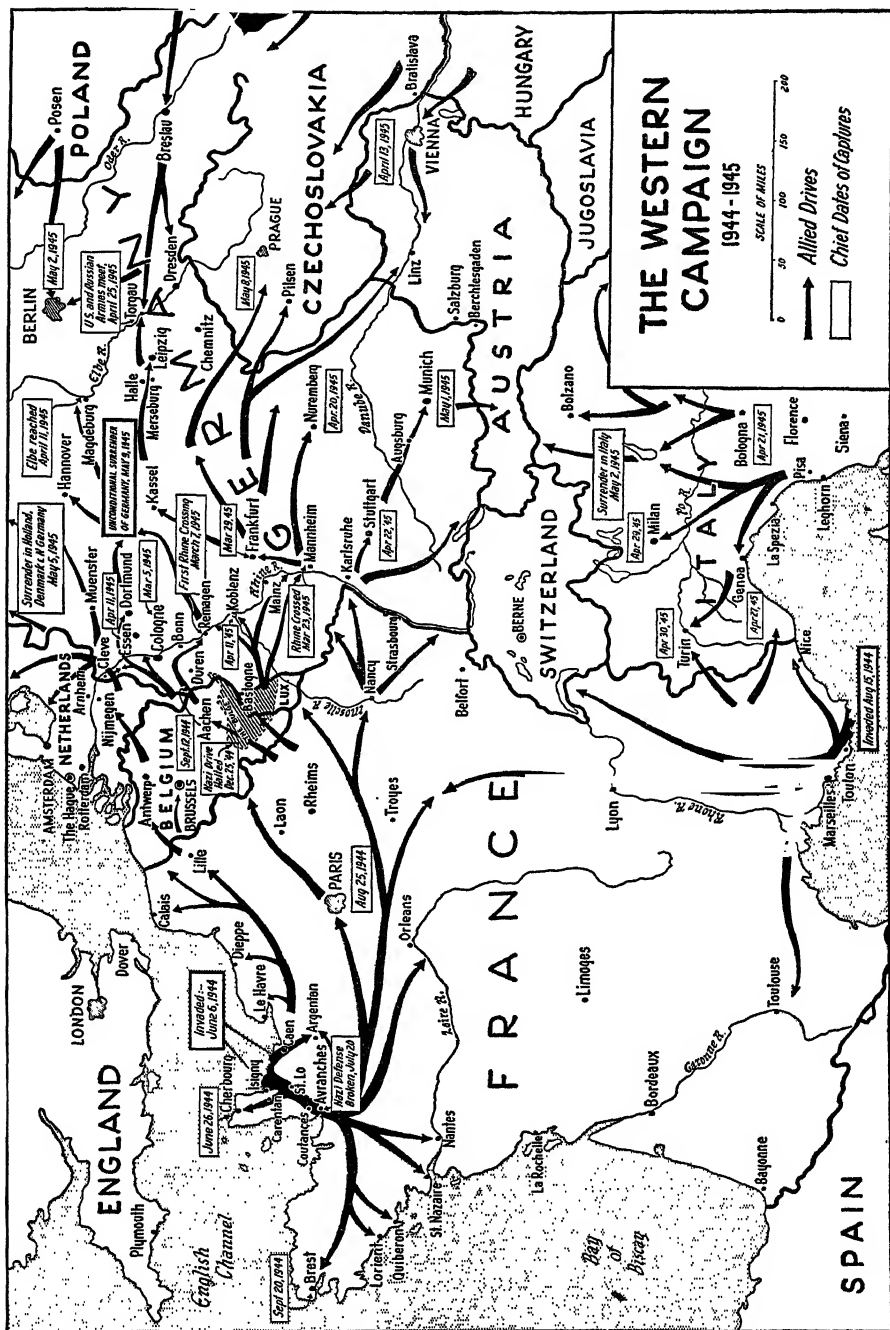 THE WESTERN
CAMPAIGN
1944-1945
SCALE OF MILES
0 50 100 150 200
Allied Drives
Chief Dates of Captures
ENGLAND
LONDON
Dover
Plymouth
English
Channel
Invaded:-
June 6, 1944
June 26, 1944
Cherbourg
Isigny
Carentan
St. Lo
Caen
Coutances
Avranches
Argentan
Nazi Defense
Broken, July 20
Le Havre
Dieppe
Calais
Lille
Sept 20, 1944
Brest
Lorient
Quiberon
St. Nazaire
Nantes
La Rochelle
Bay
of
Biscay
Bordeaux
Bayonne
SPAIN
Garonne R.
Toulouse
Limoges
Loire R.
Orleans
FRANCE
PARIS
Aug 25, 1944
Laon
Rheims
Troyes
Lyon
Rhone R.
Marseilles
Toulon
Invaded Aug 15, 1944
Nice
AMSTERDAM
The Hague
Rotterdam
NETHERLANDS
Arnhem
Nijmegen
Cleve
Antwerp
BELGIUM
BRUSSELS
Sept. 12, 1944
Aachen
Duren
Nazi Drive
Halted
Dec. 25, '44
Bastogne
LUX.
Moselle R.
Nancy
Strasbourg
Belfort
Surrender in Holland,
Denmark & N Germany
May 5, 1945
Muenster
Apr 11, 1945
Essen
Dortmund
Mar 5, 1945
Cologne
Bonn
Remagen
First Rhine Crossing
March 7, 1945
Koblenz
Apr 11, '45
Mainz
Rhine R.
Rhine Crossed
Mar 23, 1945
Mannheim
Karlsruhe
Stuttgart
Apr 22, '45
Frankfurt
Mar 29, '45
Kassel
Hannover
UNCONDITIONAL SURRENDER
OF GERMANY, MAY 9, 1945
Elbe reached
April 11, 1945
Magdeburg
Elbe R.
Halle
Merseburg
Leipzig
Chemnitz
Torgau
Dresden
U.S. and Russian
Armies meet,
April 25, 1945
BERLIN
May 2, 1945
Posen
POLAND
Oder R.
Breslau
GERMANY
Nuremberg
Apr. 20, 1945
Danube R.
Augsburg
Munich
May 1, 1945
PRAGUE
May 8, 1945
Pilsen
CZECHOSLOVAKIA
Bratislava
April 13, 1945
VIENNA
Linz
Salzburg
Berchtesgaden
AUSTRIA
HUNGARY
JUGOSLAVIA
SWITZERLAND
BERNE
Bolzano
Surrender in Italy
May 2, 1945
Milan
Apr 29, '45
Po R.
ITALY
Turin
Apr 30, '45
Genoa
Apr 27, '45
La Spezia
Pisa
Leghorn
Bologna
Apr 21, 1945
Florence
Siena